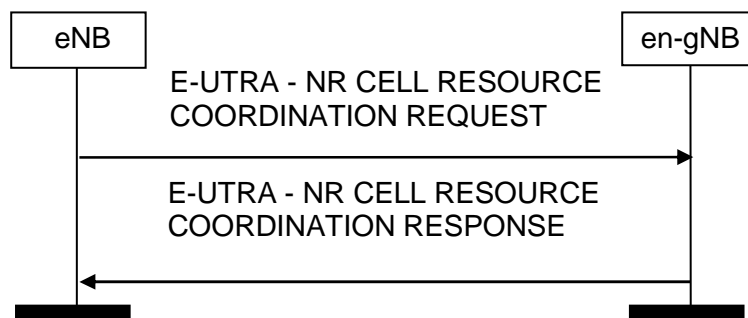 eNB
en-gNB
E-UTRA - NR CELL RESOURCE
COORDINATION REQUEST
E-UTRA - NR CELL RESOURCE
COORDINATION RESPONSE